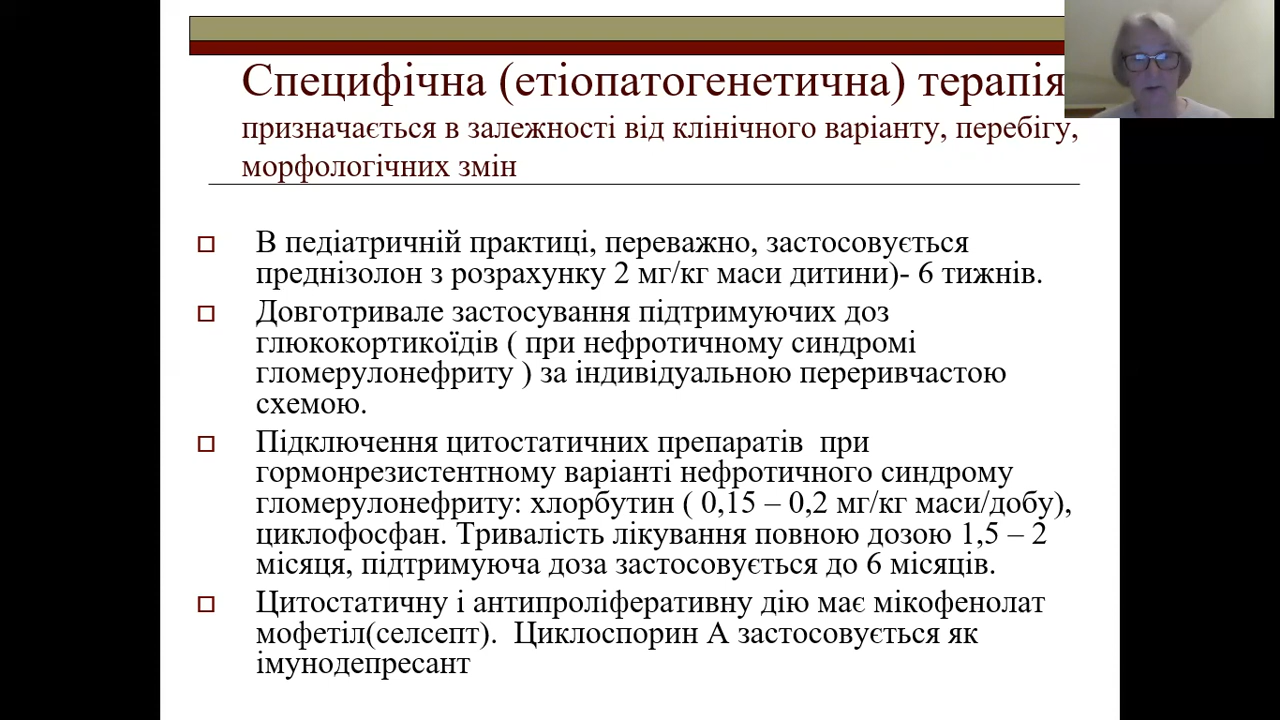 Специфічна (етіопатогенетична) терапія
призначається в залежності від клінічного варіанту, перебігу,
морфологічних змін
В педіатричній практиці, переважно, застосовується
преднізолон з розрахунку 2 мг/кг маси дитини)- 6 тижнів.
Довготривале застосування підтримуючих доз
глюкокортикоїдів ( при нефротичному синдромі
гломерулонефриту ) за індивідуальною переривчастою
схемою.
Підключення цитостатичних препаратів  при
гормонрезистентному варіанті нефротичного синдрому
гломерулонефриту: хлорбутин ( 0,15 – 0,2 мг/кг маси/добу),
циклофосфан. Тривалість лікування повною дозою 1,5 – 2
місяця, підтримуюча доза застосовується до 6 місяців.
Цитостатичну і антипроліферативну дію має мікофенолат
мофетіл(селсепт).  Циклоспорин А застосовується як
імунодепресант